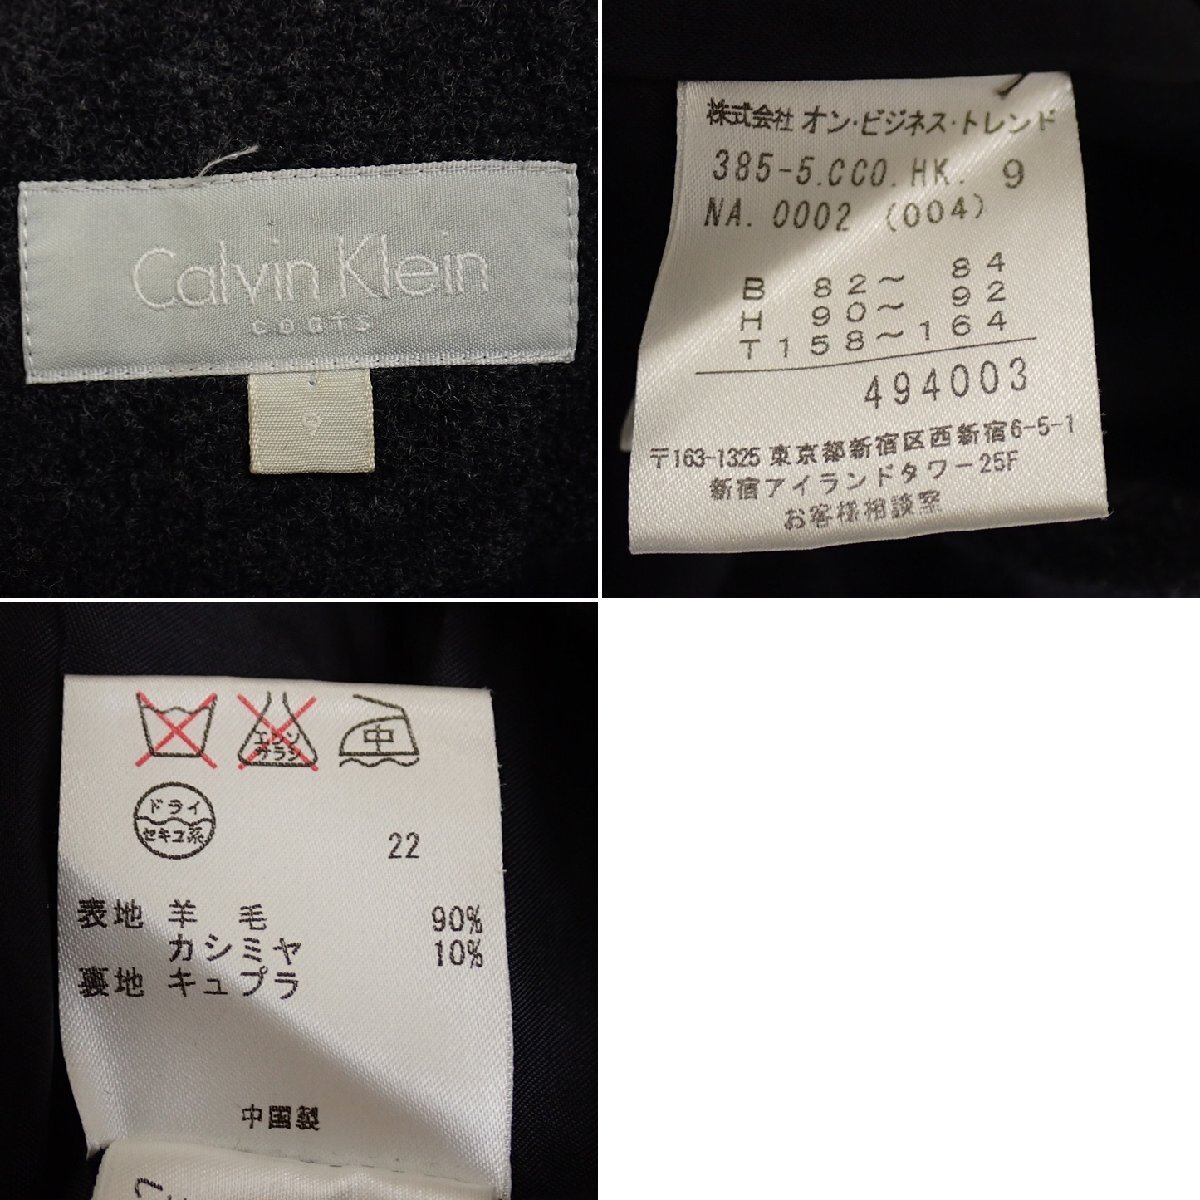 Calvin Klein
COATS
9
株式会社 オン・ビジネス・トレンド
385-5.CCO.HK. 9
NA.0002 (004)
B 82～ 84
H 90～ 92
T158～164
494003
〒163-1325 東京都新宿区西新宿6-5-1
新宿アイランドタワー25F
お客様相談室
エンソ
サラシ
中
ドライ
セキユ系
22
表地 羊 毛 90%
カシミヤ 10%
裏地 キュプラ
中国製